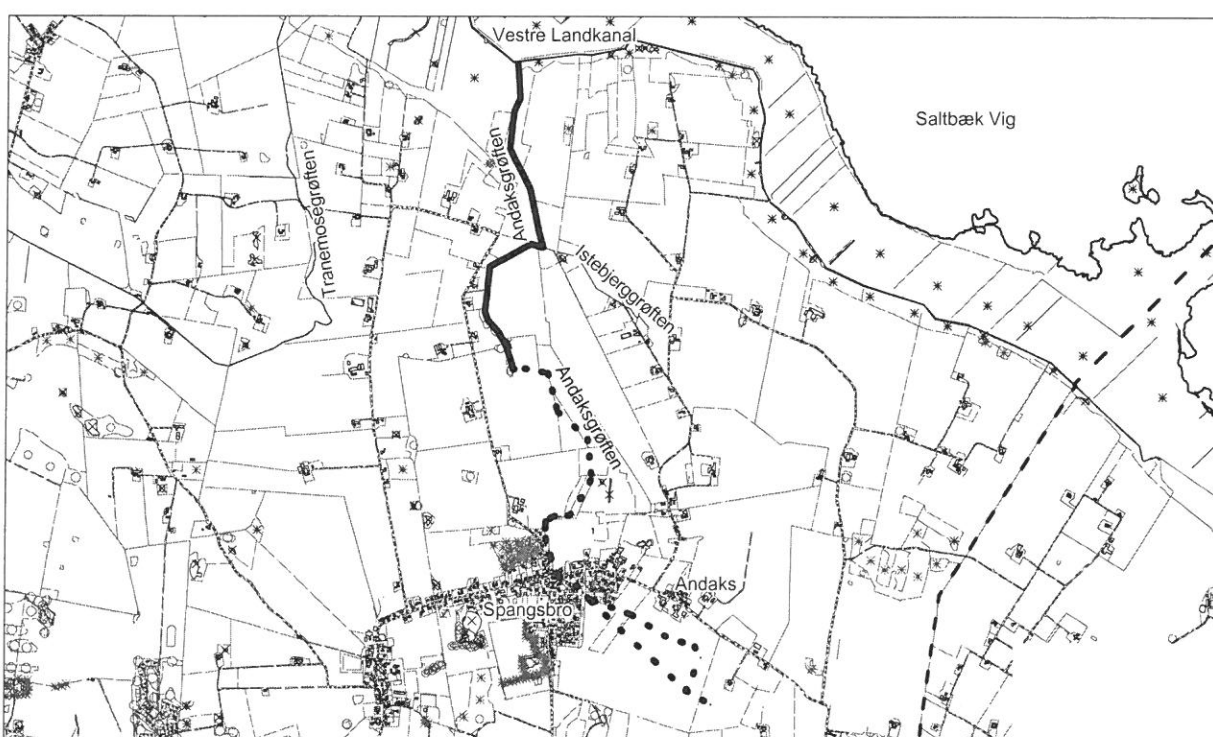 Vestre Landkanal
Saltbæk Vig
Andaksgrøften
Tranemosegrøften
Istebjerggrøften
Andaksgrøften
Andaks
Spangsbro